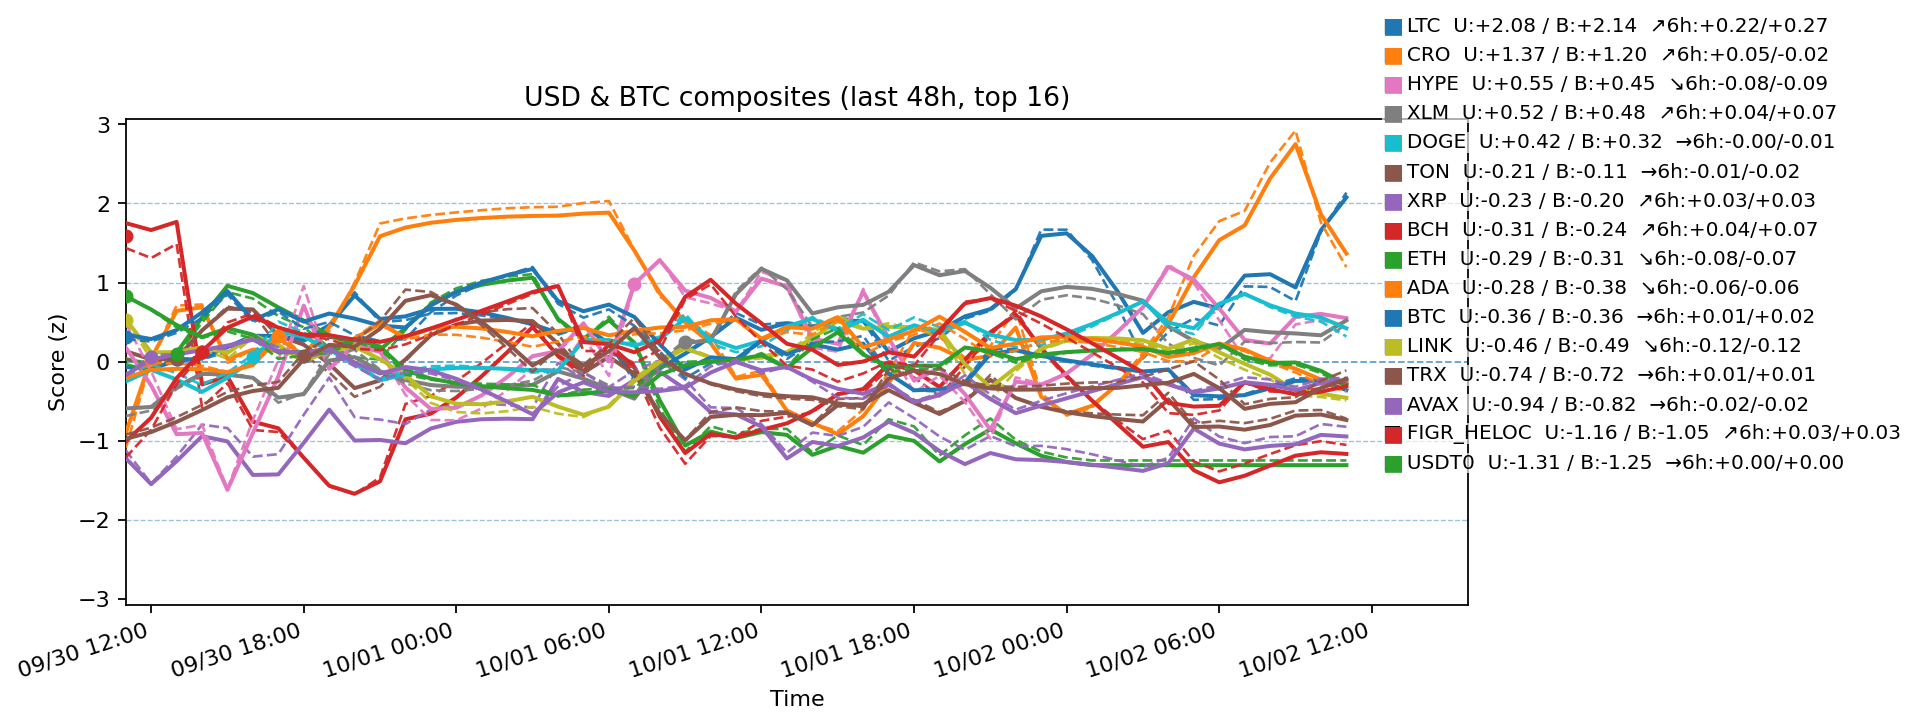 LTC U:+2.08 / B:+2.14 ↗6h:+0.22/+0.27
CRO U:+1.37 / B:+1.20 ↗6h:+0.05/-0.02
HYPE U:+0.55 / B:+0.45 ↘6h:-0.08/-0.09
XLM U:+0.52 / B:+0.48 ↗6h:+0.04/+0.07
DOGE U:+0.42 / B:+0.32 →6h:-0.00/-0.01
TON U:-0.21 / B:-0.11 →6h:-0.01/-0.02
XRP U:-0.23 / B:-0.20 ↗6h:+0.03/+0.03
BCH U:-0.31 / B:-0.24 ↗6h:+0.04/+0.07
ETH U:-0.29 / B:-0.31 ↘6h:-0.08/-0.07
ADA U:-0.28 / B:-0.38 ↘6h:-0.06/-0.06
BTC U:-0.36 / B:-0.36 →6h:+0.01/+0.02
LINK U:-0.46 / B:-0.49 ↘6h:-0.12/-0.12
TRX U:-0.74 / B:-0.72 →6h:+0.01/+0.01
AVAX U:-0.94 / B:-0.82 →6h:-0.02/-0.02
FIGR_HELOC U:-1.16 / B:-1.05 ↗6h:+0.03/+0.03
USDT0 U:-1.31 / B:-1.25 →6h:+0.00/+0.00
USD & BTC composites (last 48h, top 16)
Score (z)
3
2
1
0
−1
−2
−3
09/30 12:00
09/30 18:00
10/01 00:00
10/01 06:00
10/01 12:00
10/01 18:00
10/02 00:00
10/02 06:00
10/02 12:00
Time